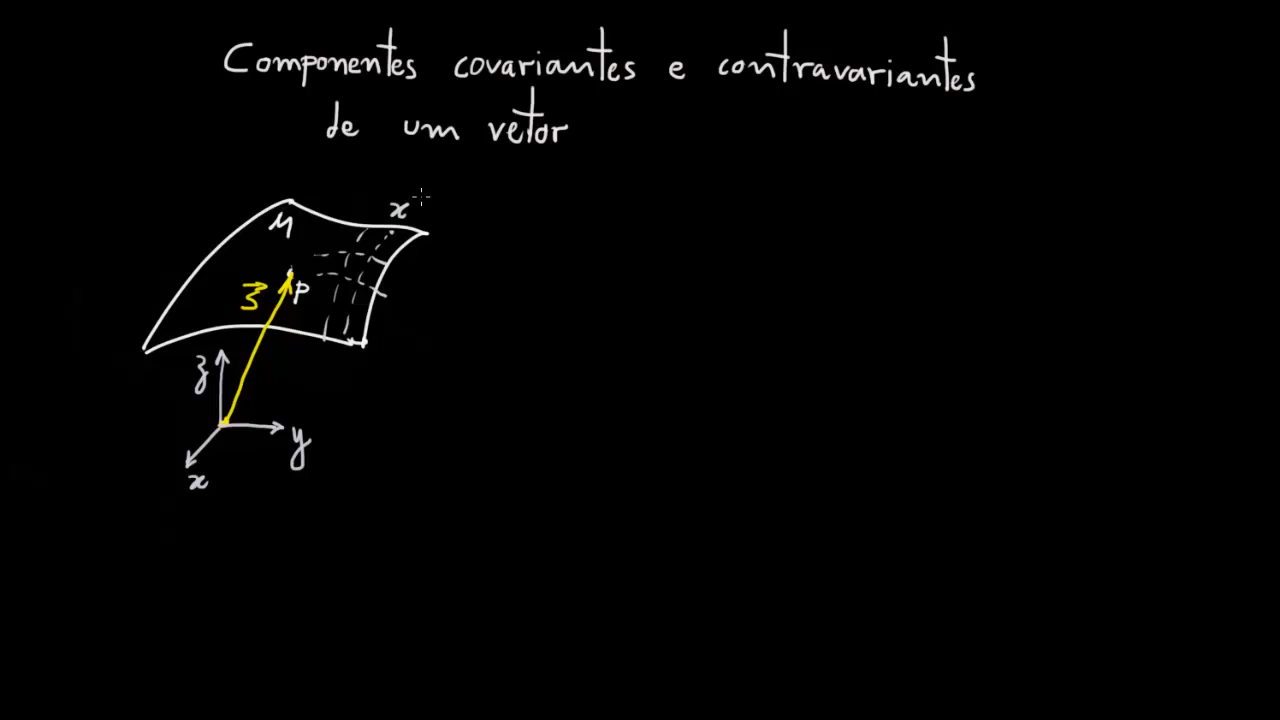 Componentes covariantes e contravariantes
de um vetor
x
M
P
z
y
x